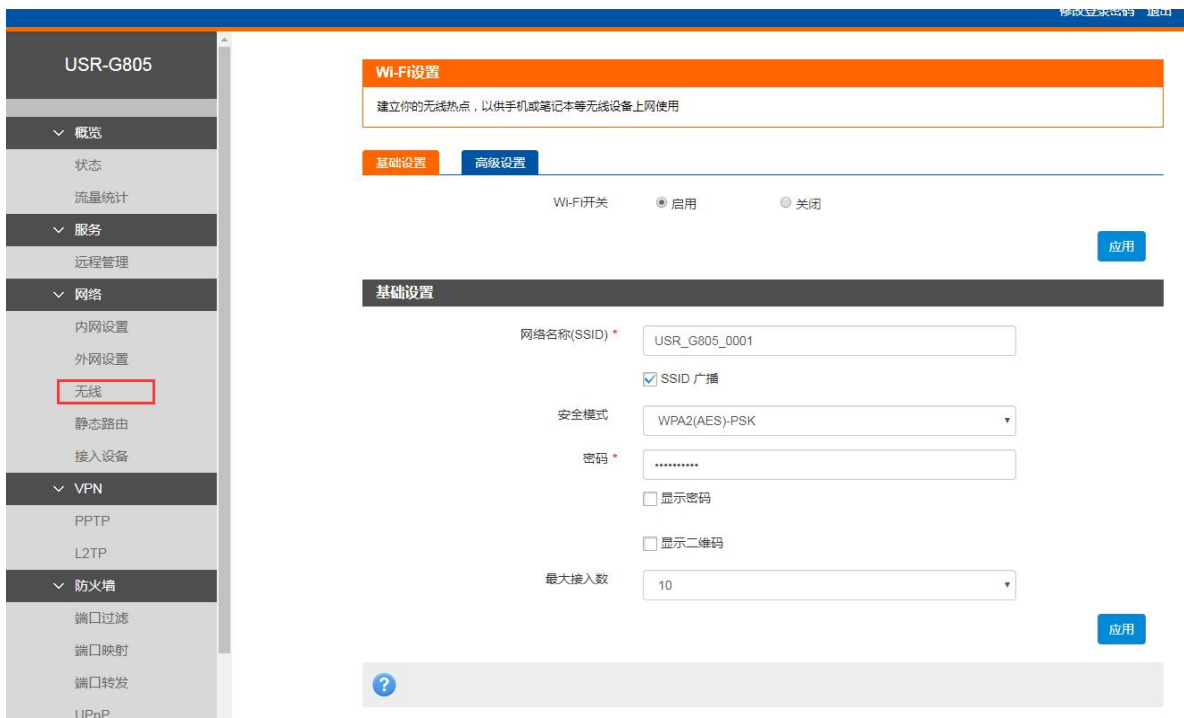 修改登录密码 退出
USR-G805
概览
状态
流量统计
服务
远程管理
网络
内网设置
外网设置
无线
静态路由
接入设备
VPN
PPTP
L2TP
防火墙
端口过滤
端口映射
端口转发
UPnP
Wi-Fi设置
建立你的无线热点，以供手机或笔记本等无线设备上网使用
基础设置 高级设置
Wi-Fi开关 启用 关闭
应用
基础设置
网络名称(SSID) * USR_G805_0001
SSID 广播
安全模式 WPA2(AES)-PSK
密码 * ••••••••••
显示密码
显示二维码
最大接入数 10
应用